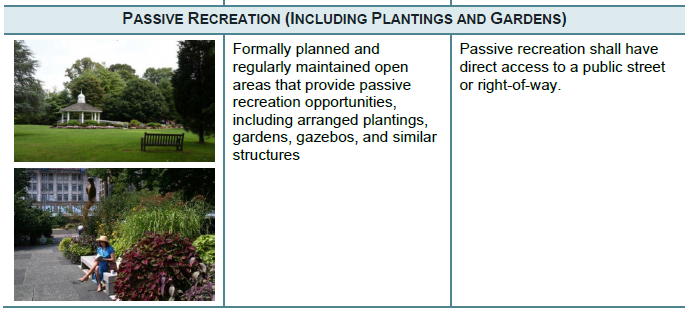 PASSIVE RECREATION (INCLUDING PLANTINGS AND GARDENS)
Formally planned and
regularly maintained open
areas that provide passive
recreation opportunities,
including arranged plantings,
gardens, gazebos, and similar
structures
Passive recreation shall have
direct access to a public street
or right-of-way.